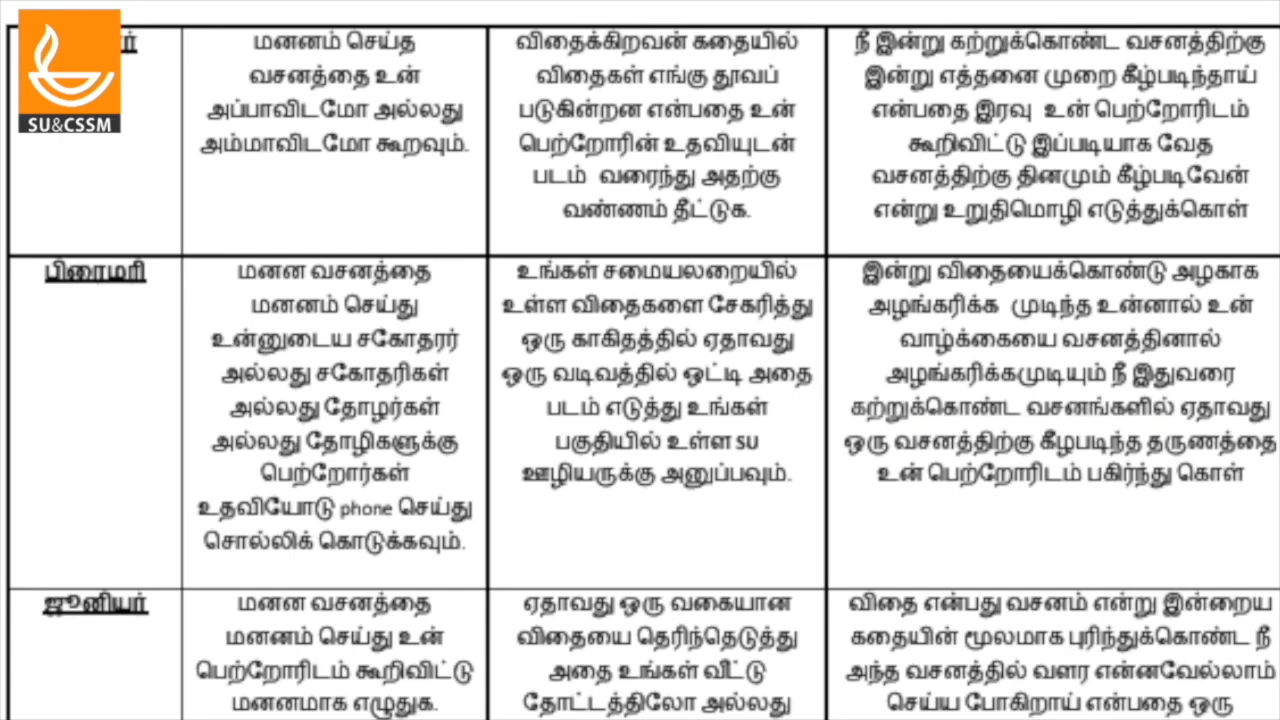 SU&CSSM
மனனம் செய்த
வசனத்தை உன்
அப்பாவிடமோ அல்லது
அம்மாவிடமோ கூறவும்.
விதைக்கிறவன் கதையில்
விதைகள் எங்கு தூவப்
படுகின்றன என்பதை உன்
பெற்றோரின் உதவியுடன்
படம் வரைந்து அதற்கு
வண்ணம் தீட்டுக.
நீ இன்று கற்றுக்கொண்ட வசனத்திற்கு
இன்று எத்தனை முறை கீழ்படிந்தாய்
என்பதை இரவு உன் பெற்றோரிடம்
கூறிவிட்டு இப்படியாக வேத
வசனத்திற்கு தினமும் கீழ்படிவேன்
என்று உறுதிமொழி எடுத்துக்கொள்
பிரைமரி
மனன வசனத்தை
மனனம் செய்து
உன்னுடைய சகோதரர்
அல்லது சகோதரிகள்
அல்லது தோழர்கள்
அல்லது தோழிகளுக்கு
பெற்றோர்கள்
உதவியோடு phone செய்து
சொல்லிக் கொடுக்கவும்.
உங்கள் சமையலறையில்
உள்ள விதைகளை சேகரித்து
ஒரு காகிதத்தில் ஏதாவது
ஒரு வடிவத்தில் ஒட்டி அதை
படம் எடுத்து உங்கள்
பகுதியில் உள்ள SU
ஊழியருக்கு அனுப்பவும்.
இன்று விதையைக்கொண்டு அழகாக
அழங்கரிக்க முடிந்த உன்னால் உன்
வாழ்க்கையை வசனத்தினால்
அழங்கரிக்கமுடியும் நீ இதுவரை
கற்றுக்கொண்ட வசனங்களில் ஏதாவது
ஒரு வசனத்திற்கு கீழபடிந்த தருணத்தை
உன் பெற்றோரிடம் பகிர்ந்து கொள்
ஜூனியர்
மனன வசனத்தை
மனனம் செய்து உன்
பெற்றோரிடம் கூறிவிட்டு
மனனமாக எழுதுக.
ஏதாவது ஒரு வகையான
விதையை தெரிந்தெடுத்து
அதை உங்கள் வீட்டு
தோட்டத்திலோ அல்லது
விதை என்பது வசனம் என்று இன்றைய
கதையின் மூலமாக புரிந்துக்கொண்ட நீ
அந்த வசனத்தில் வளர என்னவேல்லாம்
செய்ய போகிறாய் என்பதை ஒரு